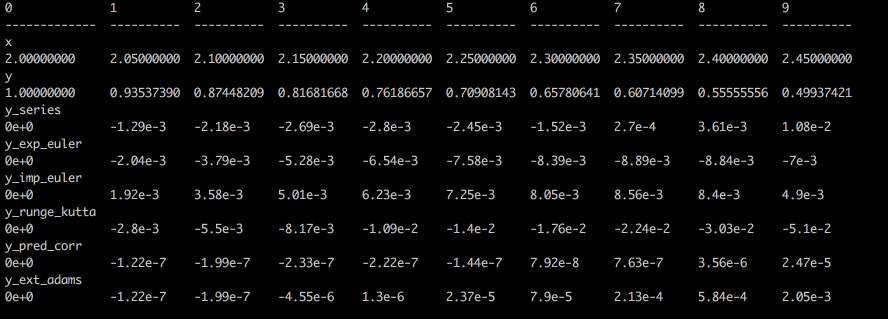 0 1 2 3 4 5 6 7 8 9
------------- ---------- ---------- ---------- ---------- ---------- ---------- ---------- ---------- ----------
x
2.00000000 2.05000000 2.10000000 2.15000000 2.20000000 2.25000000 2.30000000 2.35000000 2.40000000 2.45000000
y
1.00000000 0.93537390 0.87448209 0.81681668 0.76186657 0.70908143 0.65780641 0.60714099 0.55555556 0.49937421
y_series
0e+0 -1.29e-3 -2.18e-3 -2.69e-3 -2.8e-3 -2.45e-3 -1.52e-3 2.7e-4 3.61e-3 1.08e-2
y_exp_euler
0e+0 -2.04e-3 -3.79e-3 -5.28e-3 -6.54e-3 -7.58e-3 -8.39e-3 -8.89e-3 -8.84e-3 -7e-3
y_imp_euler
0e+0 1.92e-3 3.58e-3 5.01e-3 6.23e-3 7.25e-3 8.05e-3 8.56e-3 8.4e-3 4.9e-3
y_runge_kutta
0e+0 -2.8e-3 -5.5e-3 -8.17e-3 -1.09e-2 -1.4e-2 -1.76e-2 -2.24e-2 -3.03e-2 -5.1e-2
y_pred_corr
0e+0 -1.22e-7 -1.99e-7 -2.33e-7 -2.22e-7 -1.44e-7 7.92e-8 7.63e-7 3.56e-6 2.47e-5
y_ext_adams
0e+0 -1.22e-7 -1.99e-7 -4.55e-6 1.3e-6 2.37e-5 7.9e-5 2.13e-4 5.84e-4 2.05e-3